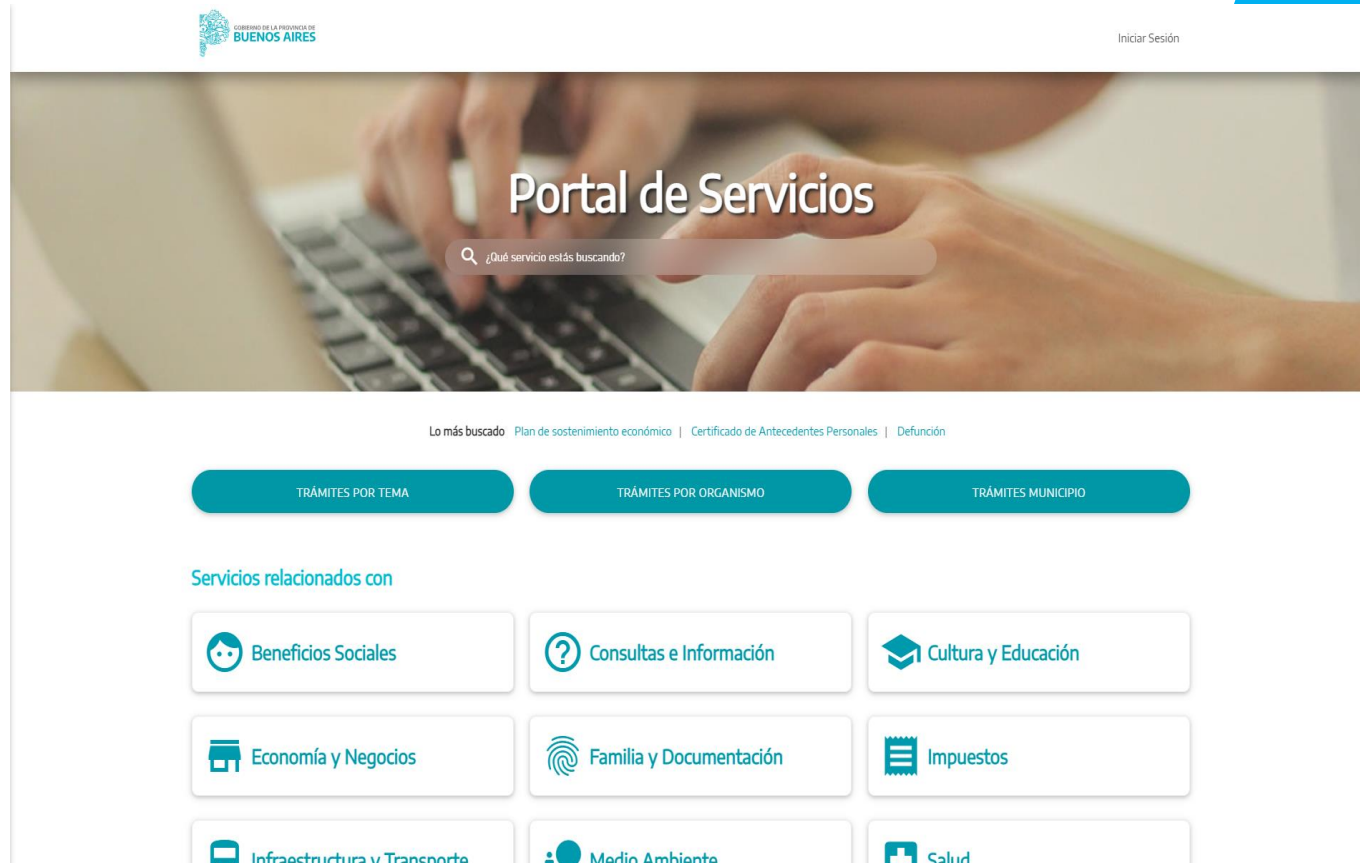 GOBIERNO DE LA PROVINCIA DE
BUENOS AIRES
Iniciar Sesión
Portal de Servicios
¿Qué servicio estás buscando?
Lo más buscado Plan de sostenimiento económico | Certificado de Antecedentes Personales | Defunción
TRÁMITES POR TEMA
TRÁMITES POR ORGANISMO
TRÁMITES MUNICIPIO
Servicios relacionados con
Beneficios Sociales
Consultas e Información
Cultura y Educación
Economía y Negocios
Familia y Documentación
Impuestos
Infraestructura y Transporte
Medio Ambiente
Salud